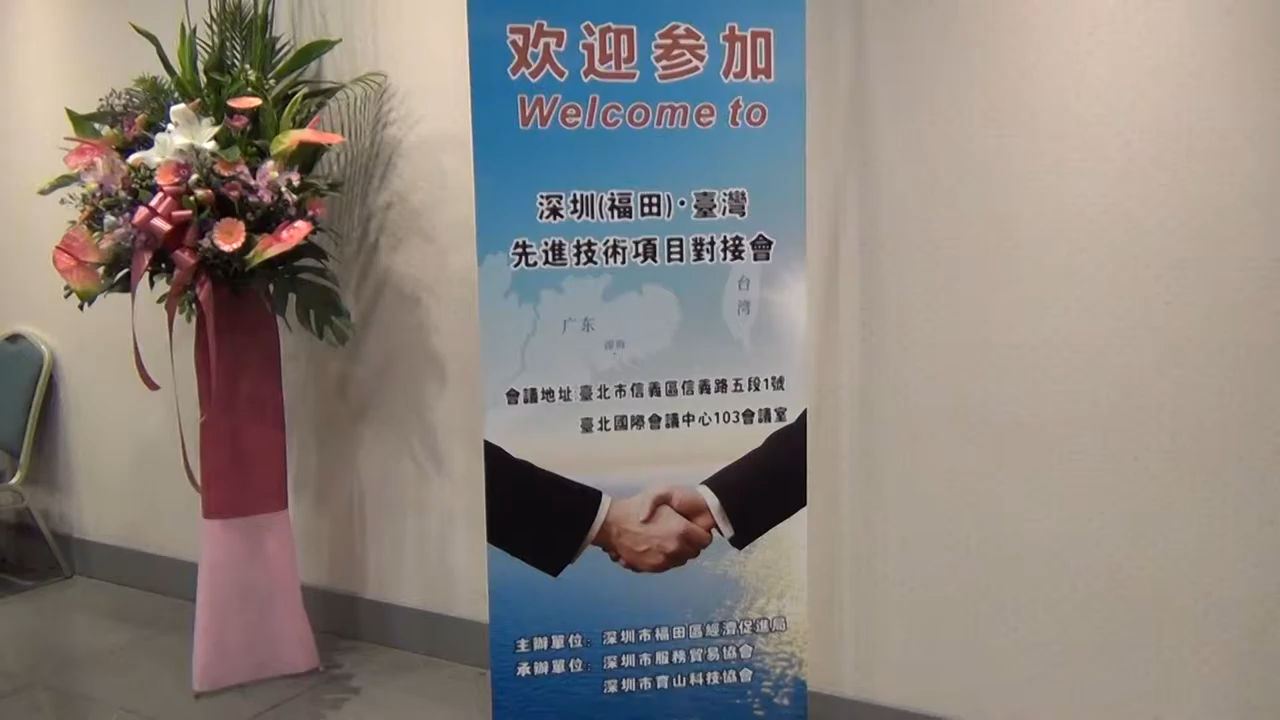 欢迎参加
Welcome to
深圳(福田)·臺灣
先進技術項目對接會
台湾
广东
會議地址:臺北市信義區信義路五段1號
臺北國際會議中心103會議室
主辦單位：深圳市福田區經濟促進局
承辦單位：深圳市服務貿易協會
深圳市育山科技協會